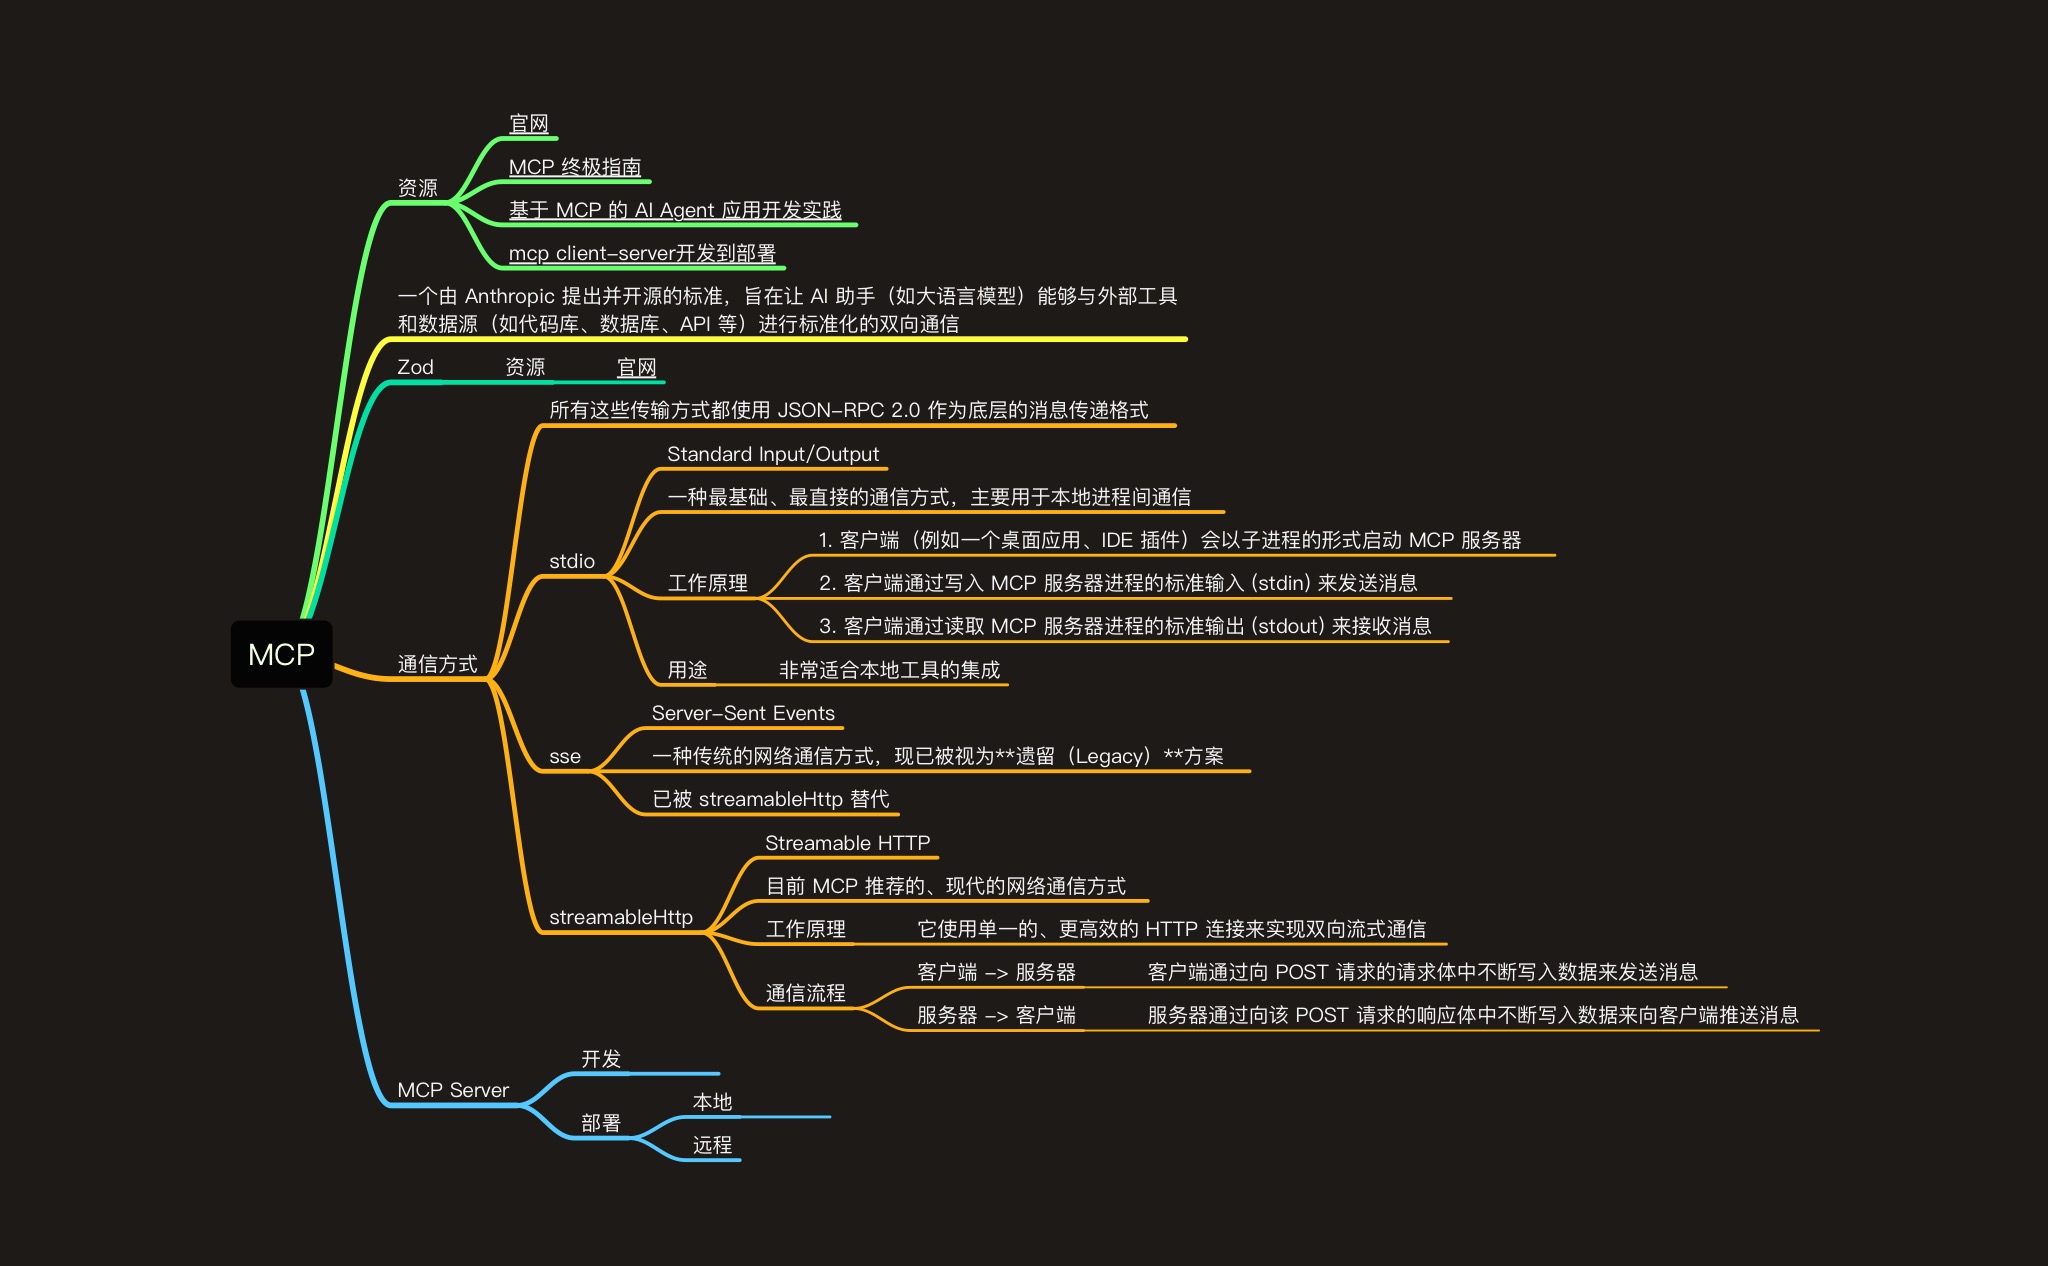 官网
MCP 终极指南
资源
基于 MCP 的 AI Agent 应用开发实践
mcp client-server开发到部署
一个由 Anthropic 提出并开源的标准，旨在让 AI 助手（如大语言模型）能够与外部工具
和数据源（如代码库、数据库、API 等）进行标准化的双向通信
Zod
资源
官网
所有这些传输方式都使用 JSON-RPC 2.0 作为底层的消息传递格式
Standard Input/Output
一种最基础、最直接的通信方式，主要用于本地进程间通信
stdio
1. 客户端（例如一个桌面应用、IDE 插件）会以子进程的形式启动 MCP 服务器
工作原理
2. 客户端通过写入 MCP 服务器进程的标准输入 (stdin) 来发送消息
3. 客户端通过读取 MCP 服务器进程的标准输出 (stdout) 来接收消息
MCP
通信方式
用途
非常适合本地工具的集成
Server-Sent Events
sse
一种传统的网络通信方式，现已被视为**遗留（Legacy）**方案
已被 streamableHttp 替代
Streamable HTTP
目前 MCP 推荐的、现代的网络通信方式
streamableHttp
工作原理
它使用单一的、更高效的 HTTP 连接来实现双向流式通信
客户端 -> 服务器
客户端通过向 POST 请求的请求体中不断写入数据来发送消息
通信流程
服务器 -> 客户端
服务器通过向该 POST 请求的响应体中不断写入数据来向客户端推送消息
开发
MCP Server
本地
部署
远程